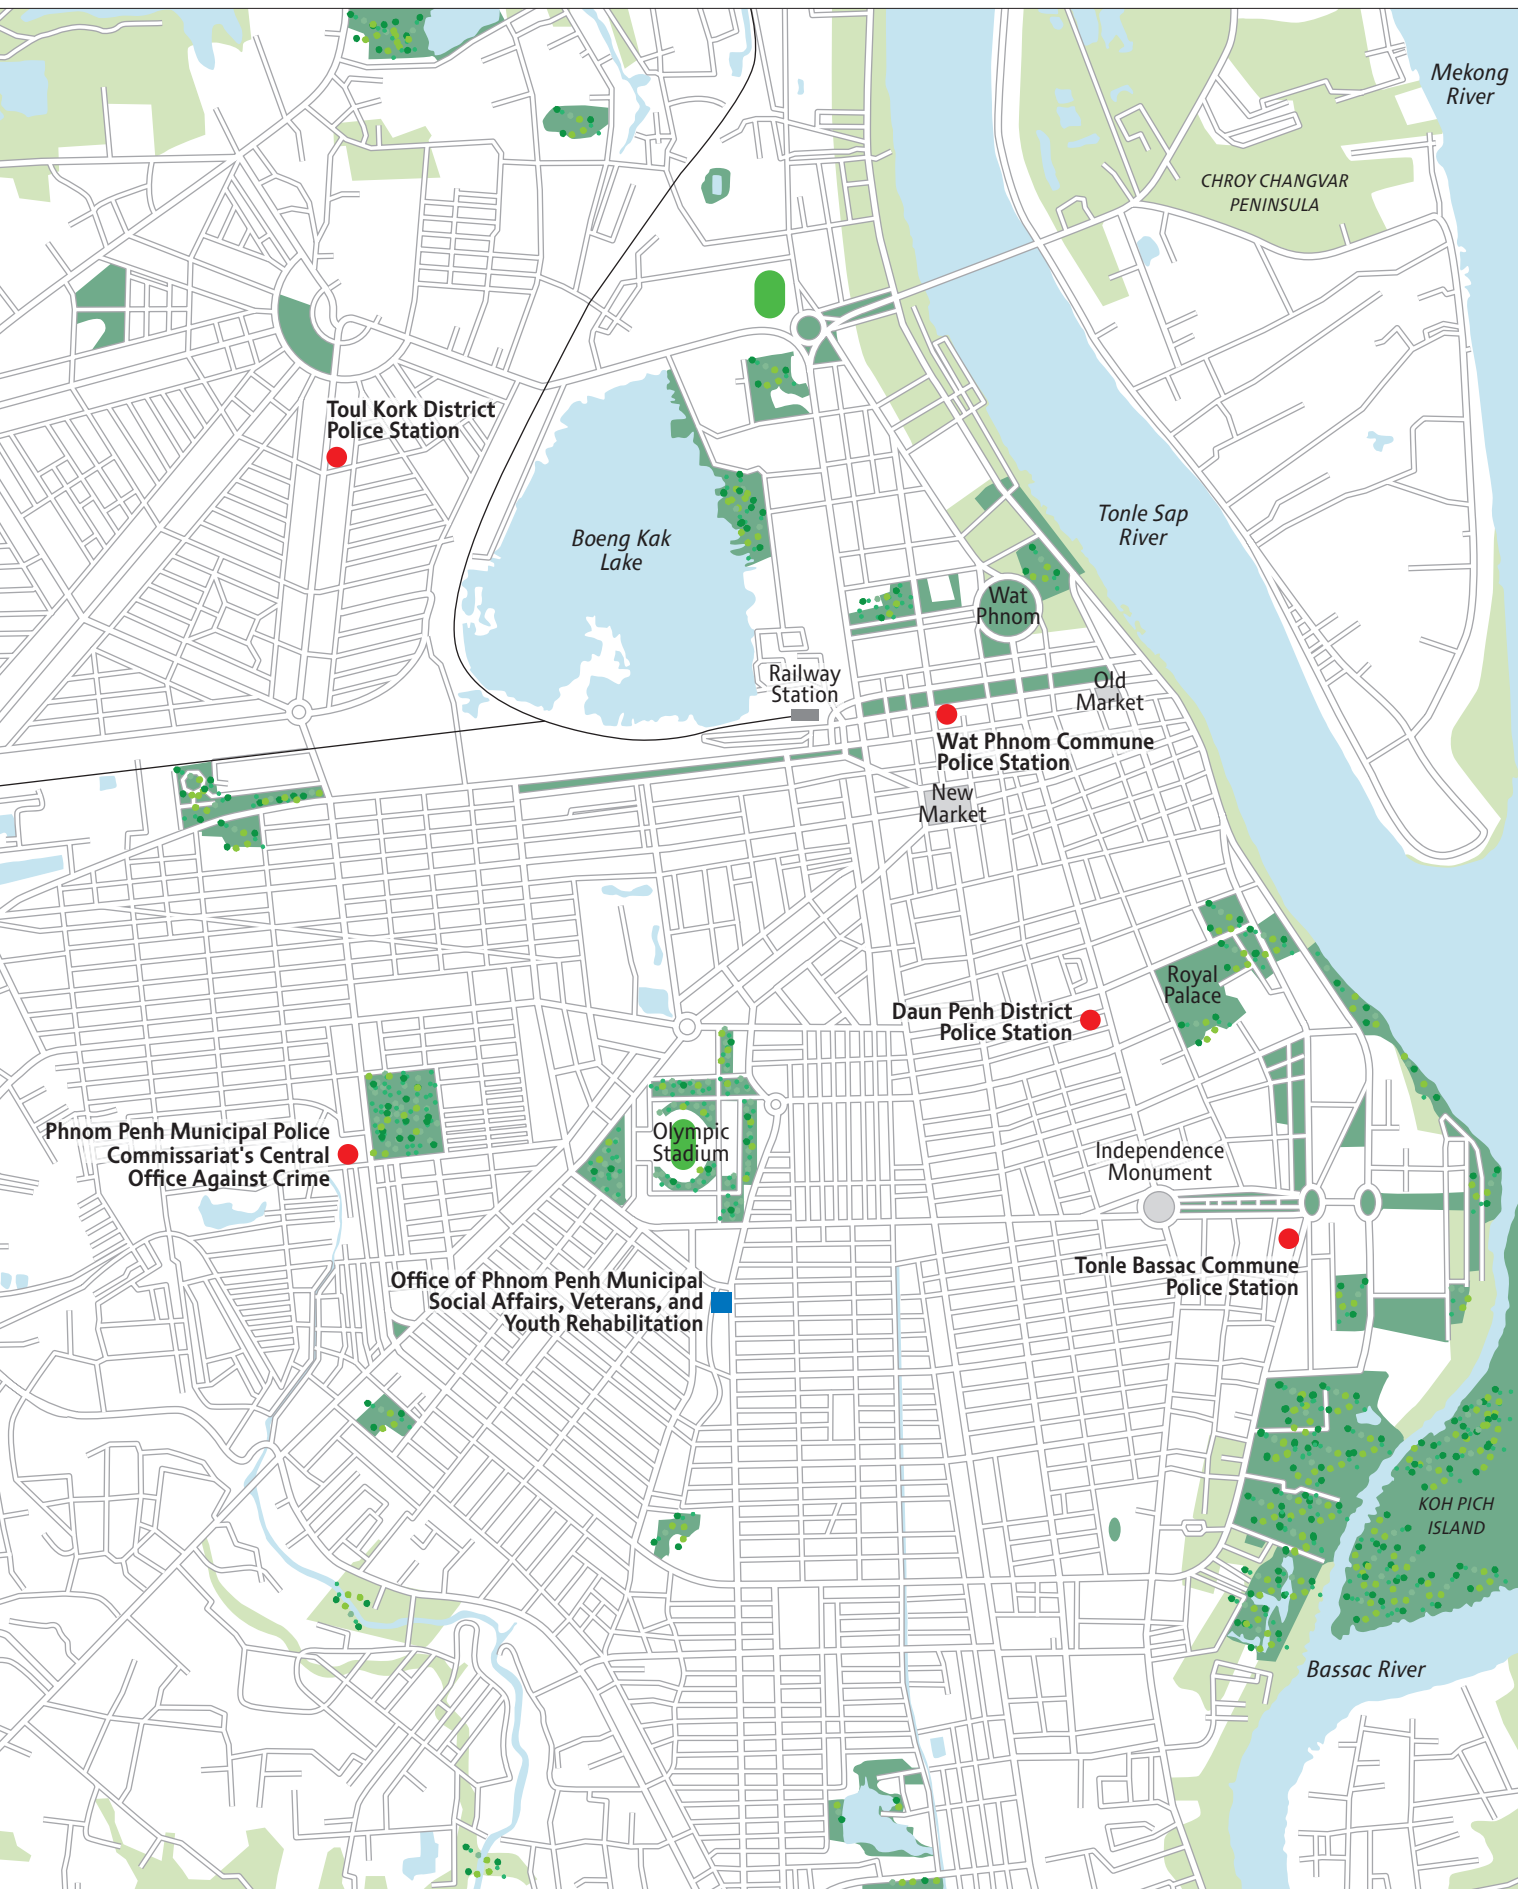 Mekong
River
CHROY CHANGVAR
PENINSULA
Toul Kork District
Police Station
Tonle Sap
River
Boeng Kak
Lake
Wat
Phnom
Railway
Station
Old
Market
Wat Phnom Commune
Police Station
New
Market
Royal
Palace
Daun Penh District
Police Station
Phnom Penh Municipal Police
Commissariat's Central
Office Against Crime
Olympic
Stadium
Independence
Monument
Tonle Bassac Commune
Police Station
Office of Phnom Penh Municipal
Social Affairs, Veterans, and
Youth Rehabilitation
KOH PICH
ISLAND
Bassac River